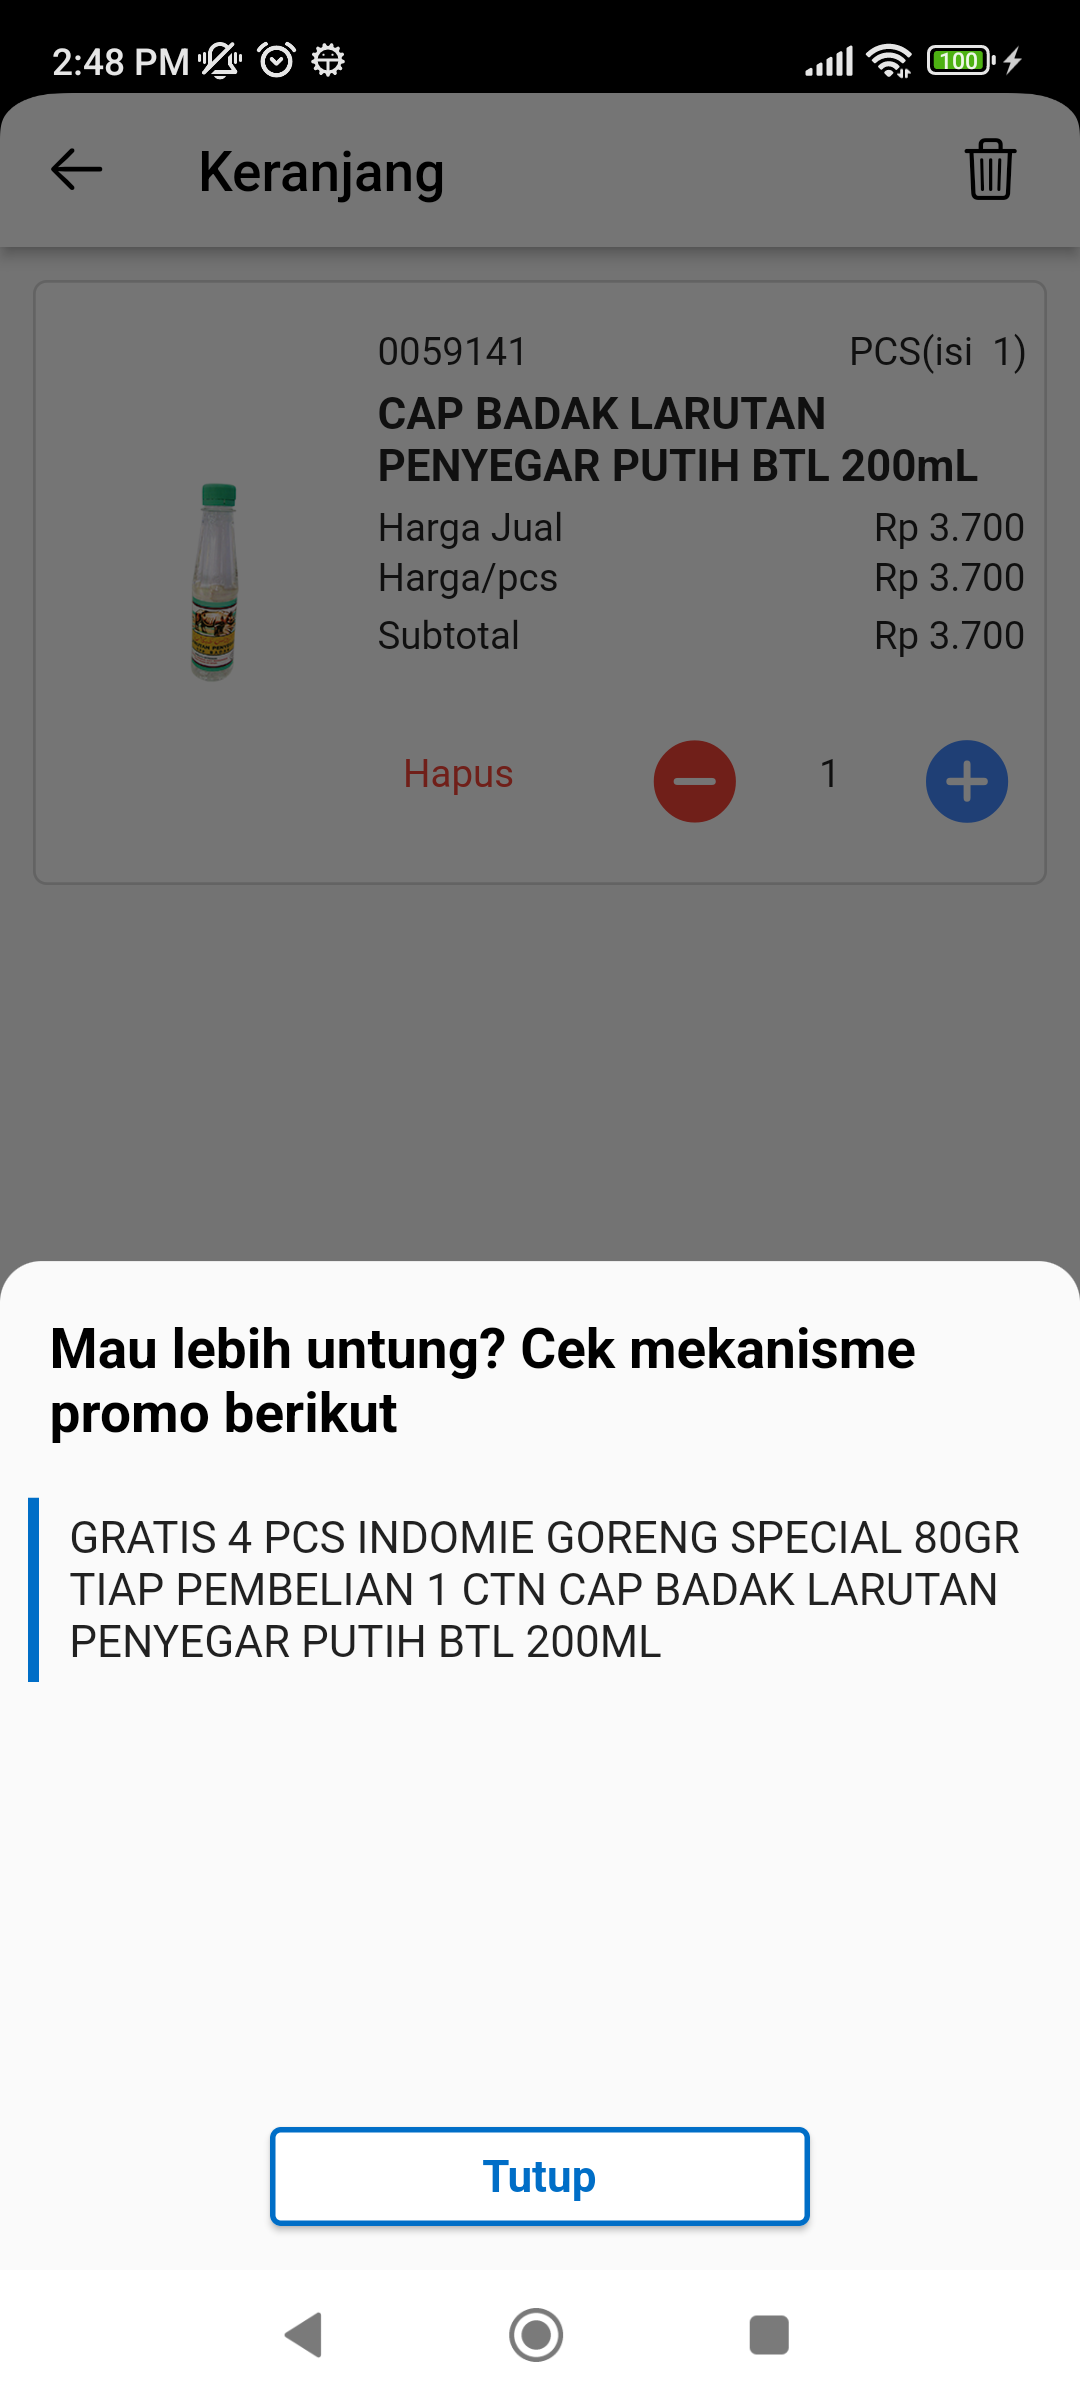 2:48 PM
100
Keranjang
0059141 PCS(isi 1)
CAP BADAK LARUTAN
PENYEGAR PUTIH BTL 200mL
Harga Jual Rp 3.700
Harga/pcs Rp 3.700
Subtotal Rp 3.700
Hapus 1
Mau lebih untung? Cek mekanisme
promo berikut
GRATIS 4 PCS INDOMIE GORENG SPECIAL 80GR
TIAP PEMBELIAN 1 CTN CAP BADAK LARUTAN
PENYEGAR PUTIH BTL 200ML
Tutup